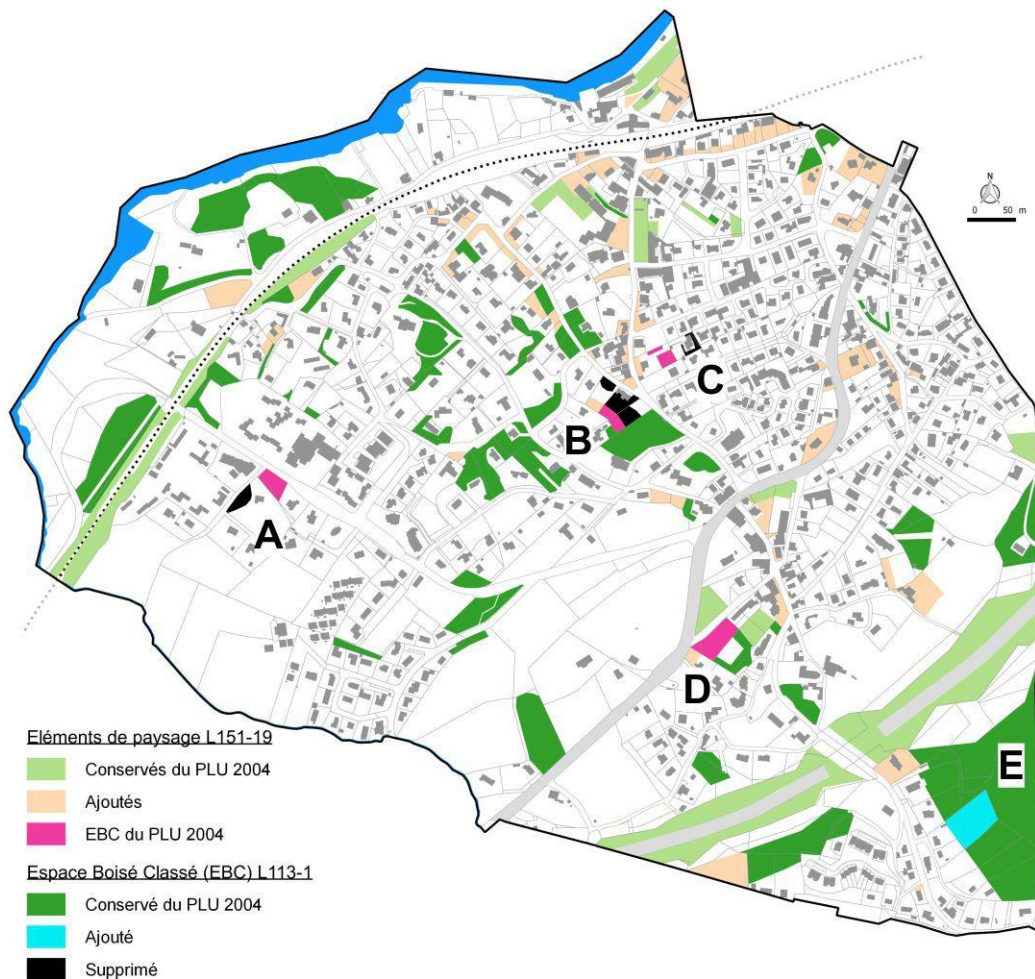 N
0 50 m
C
B
A
D
E
Eléments de paysage L151-19
Conservés du PLU 2004
Ajoutés
EBC du PLU 2004
Espace Boisé Classé (EBC) L113-1
Conservé du PLU 2004
Ajouté
Supprimé